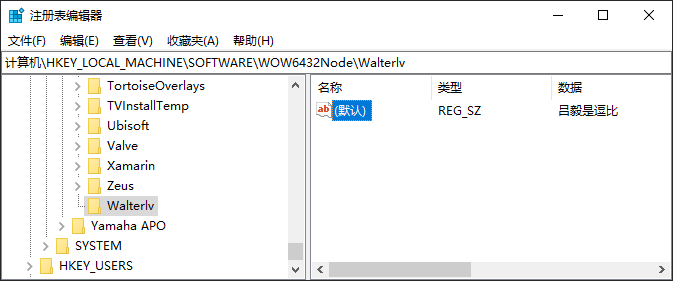 注册表编辑器
文件(F) 编辑(E) 查看(V) 收藏夹(A) 帮助(H)
计算机\HKEY_LOCAL_MACHINE\SOFTWARE\WOW6432Node\Walterlv
TortoiseOverlays
TVInstallTemp
Ubisoft
Valve
Xamarin
Zeus
Walterlv
Yamaha APO
SYSTEM
HKEY_USERS
名称 类型 数据
ab (默认) REG_SZ 吕毅是逗比